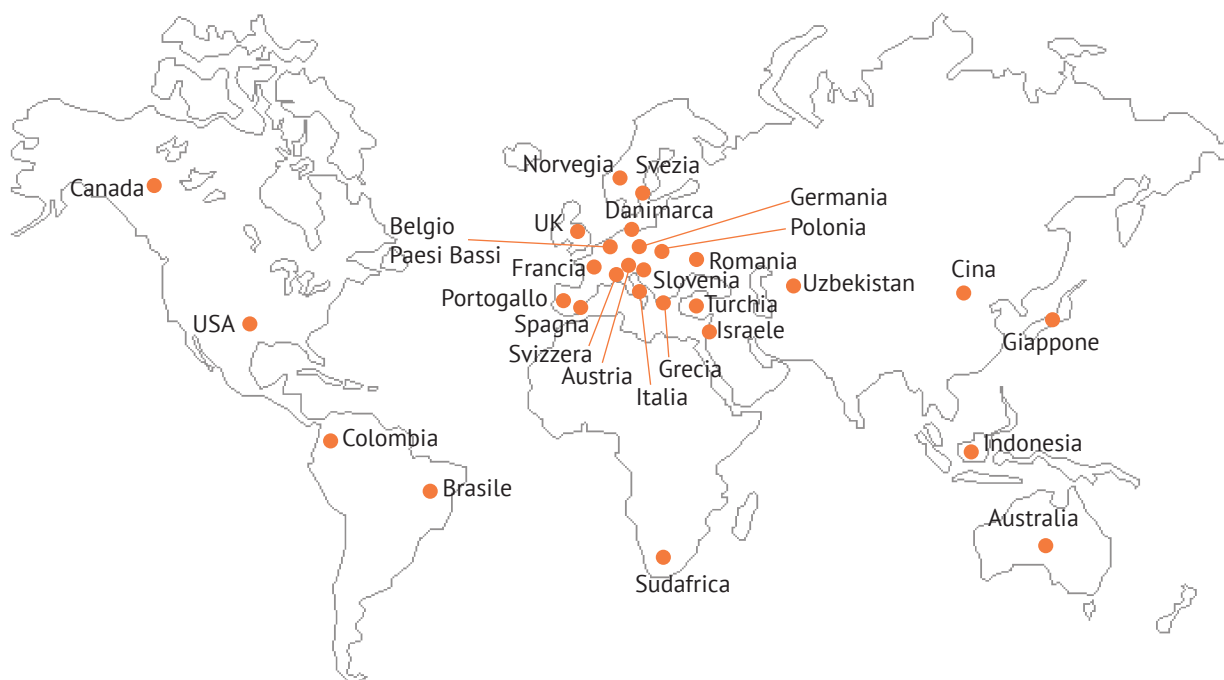 Norvegia
Svezia
Canada
Germania
Danimarca
UK
Belgio
Paesi Bassi
Polonia
Francia
Romania
Slovenia
Cina
Uzbekistan
Portogallo
Turchia
Spagna
USA
Israele
Giappone
Svizzera
Grecia
Austria
Italia
Colombia
Indonesia
Brasile
Australia
Sudafrica